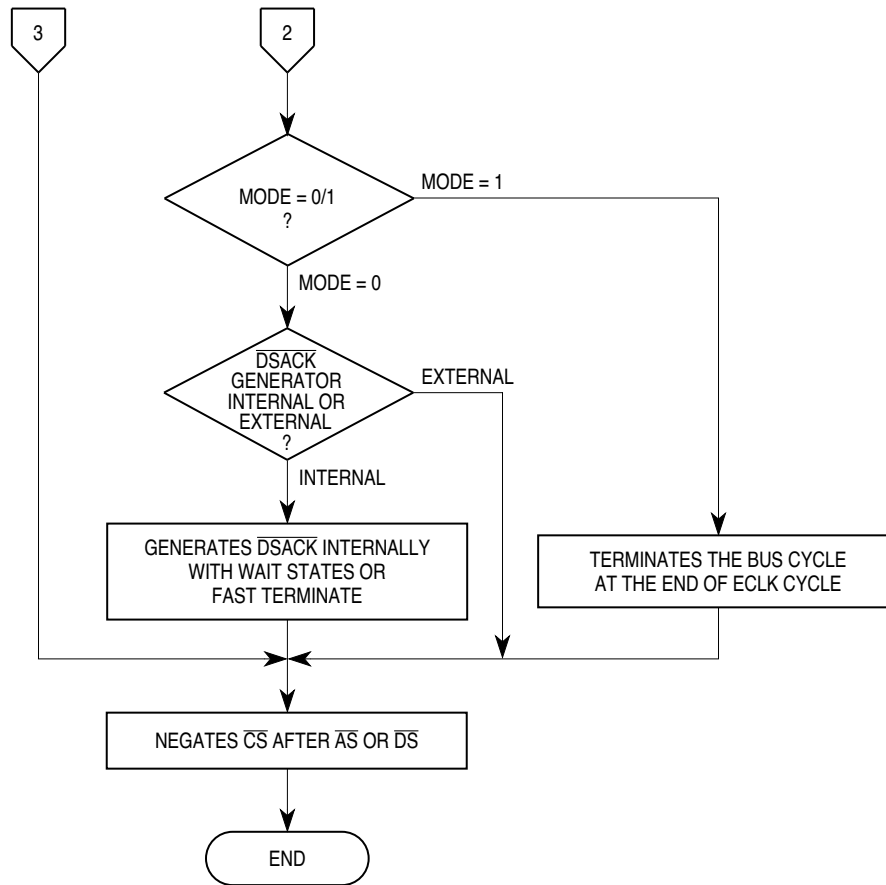 3
2
MODE = 0/1
?
MODE = 1
MODE = 0
DSACK
GENERATOR
INTERNAL OR
EXTERNAL
?
EXTERNAL
INTERNAL
GENERATES DSACK INTERNALLY
WITH WAIT STATES OR
FAST TERMINATE
TERMINATES THE BUS CYCLE
AT THE END OF ECLK CYCLE
NEGATES CS AFTER AS OR DS
END